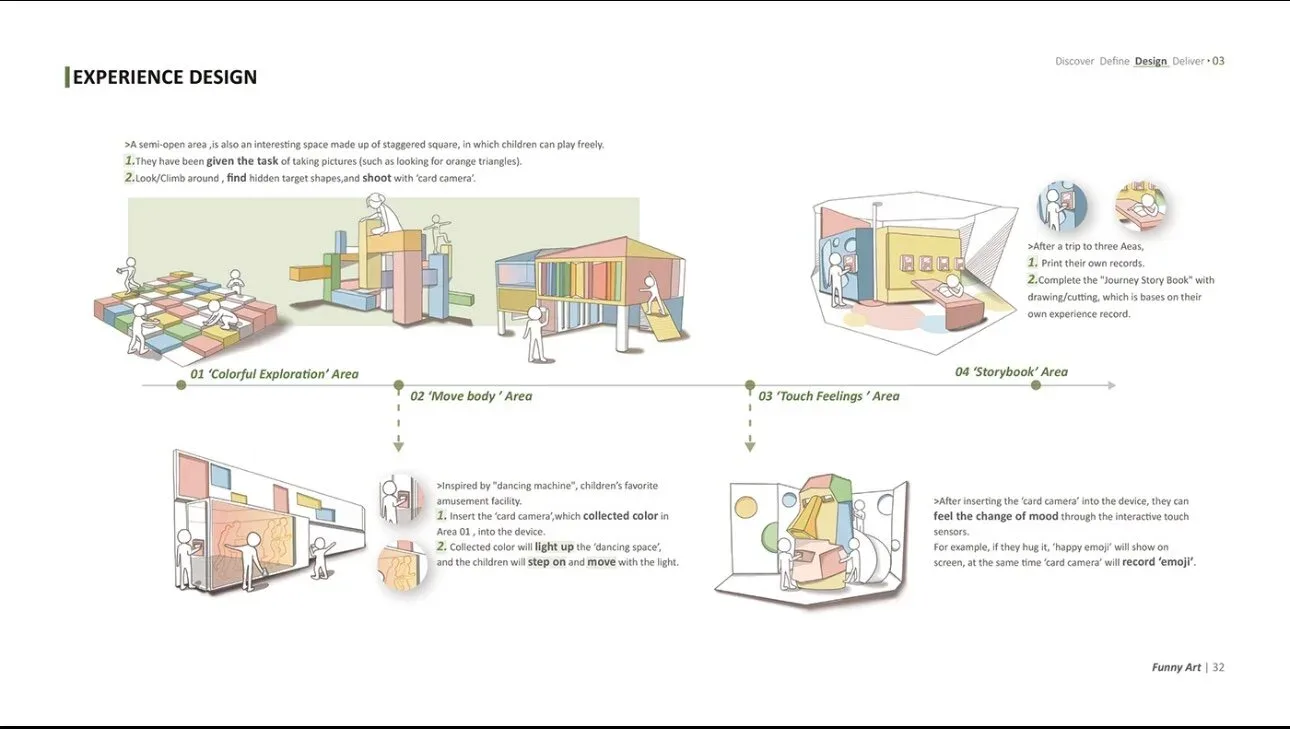 EXPERIENCE DESIGN
Discover Define Design Deliver • 03
>A semi-open area ,is also an interesting space made up of staggered square, in which children can play freely.
1.They have been given the task of taking pictures (such as looking for orange triangles).
2.Look/Climb around , find hidden target shapes,and shoot with ‘card camera’.
>After a trip to three Aeas,
1. Print their own records.
2.Complete the "Journey Story Book" with
drawing/cutting, which is bases on their
own experience record.
01 ‘Colorful Exploration’ Area
02 ‘Move body ’ Area
03 ‘Touch Feelings ’ Area
04 ‘Storybook’ Area
>Inspired by "dancing machine", children’s favorite
amusement facility.
1. Insert the ‘card camera’,which collected color in
Area 01 , into the device.
2. Collected color will light up the ‘dancing space’,
and the children will step on and move with the light.
>After inserting the ‘card camera’ into the device, they can
feel the change of mood through the interactive touch
sensors.
For example, if they hug it, ‘happy emoji’ will show on
screen, at the same time ‘card camera’ will record ‘emoji’.
Funny Art | 32